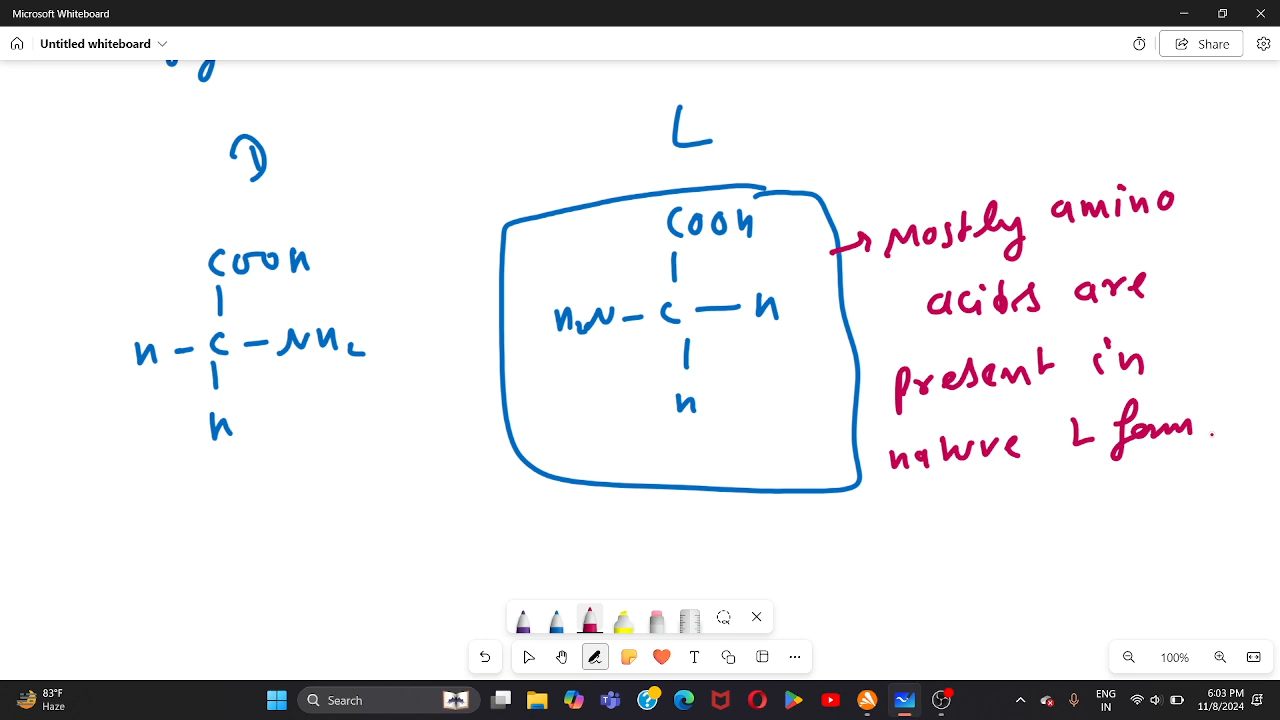 Microsoft Whiteboard
Untitled whiteboard
Share
D
L
COOH
H - C - NH2
H
COOH
H2N - C - H
H
→ Mostly amino
acids are
present in
nature L form.
100%
83°F
Haze
Search
ENG
IN
6:03 PM
11/8/2024